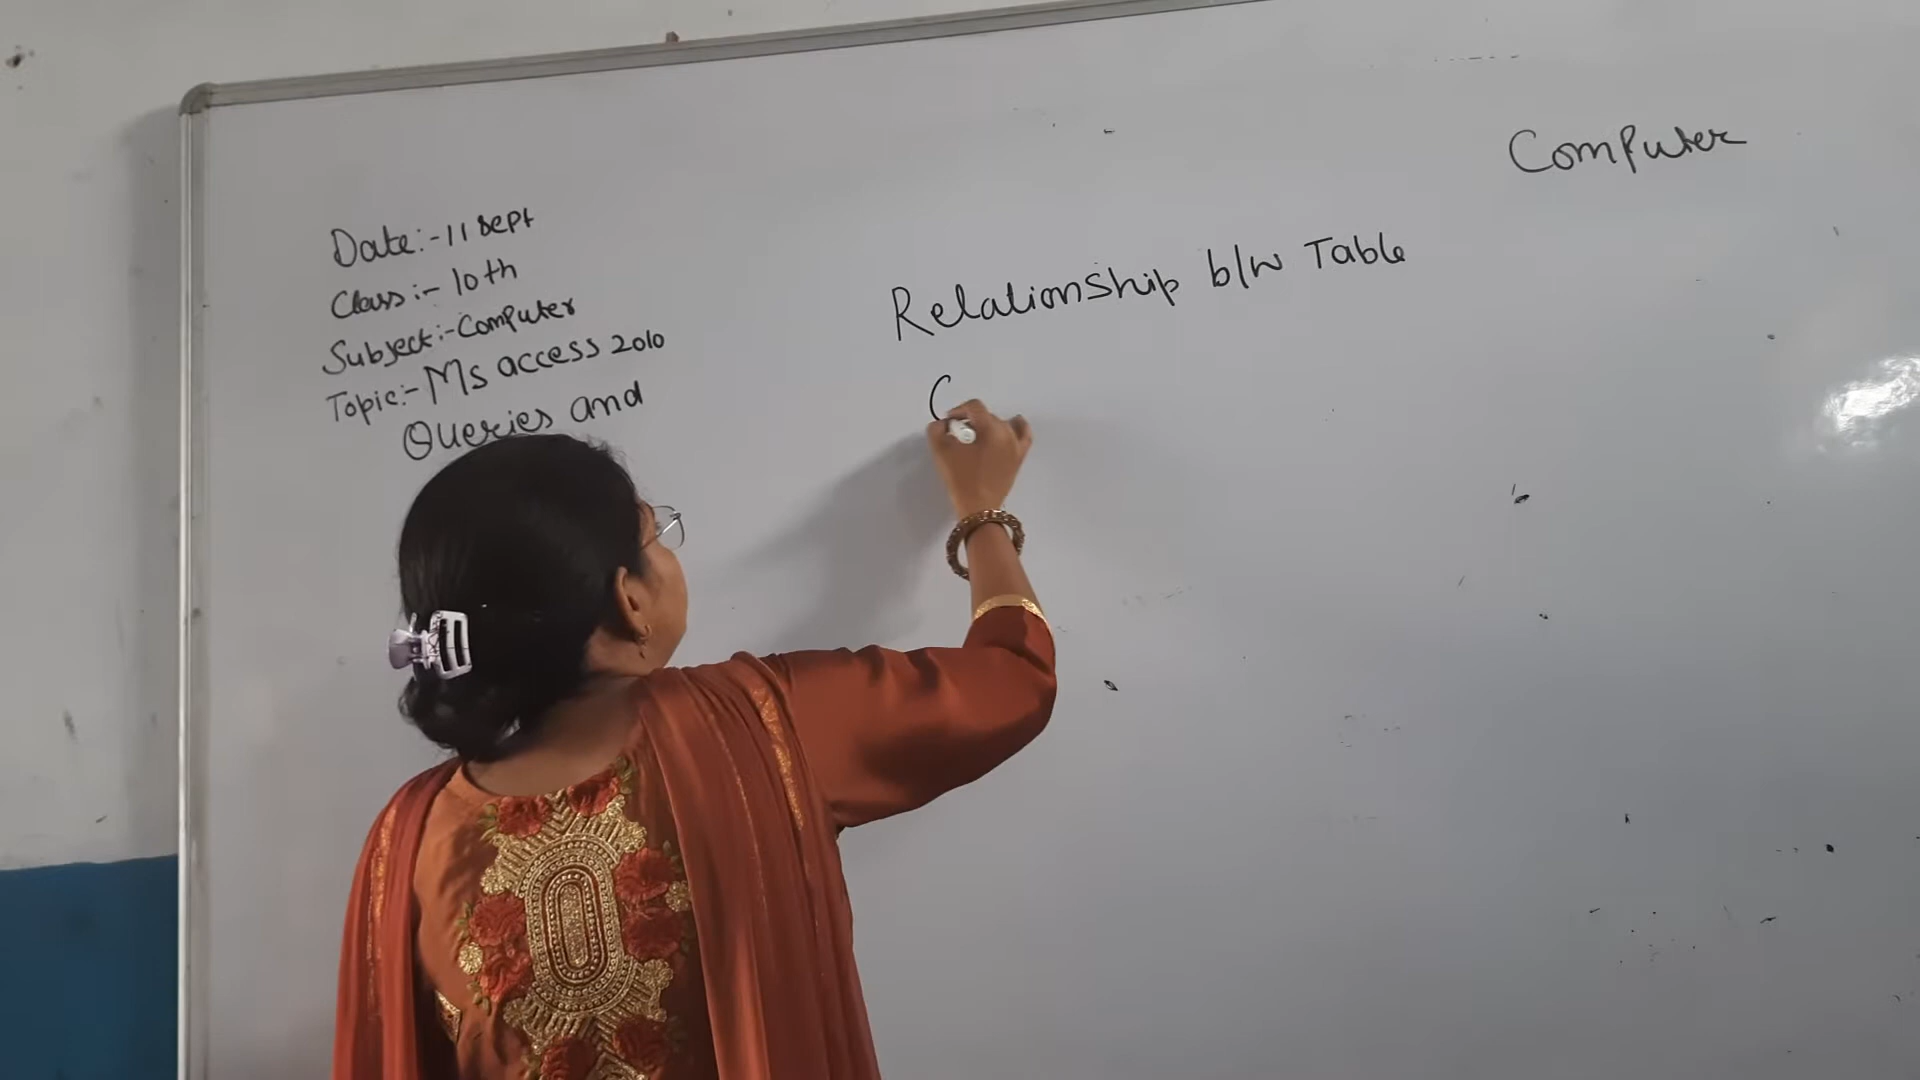 Computer
Date:-11 Sept
Class:- 10th
Subject:-Computer
Topic:-Ms access 2010
Queries and
Relationship b/w Table
C